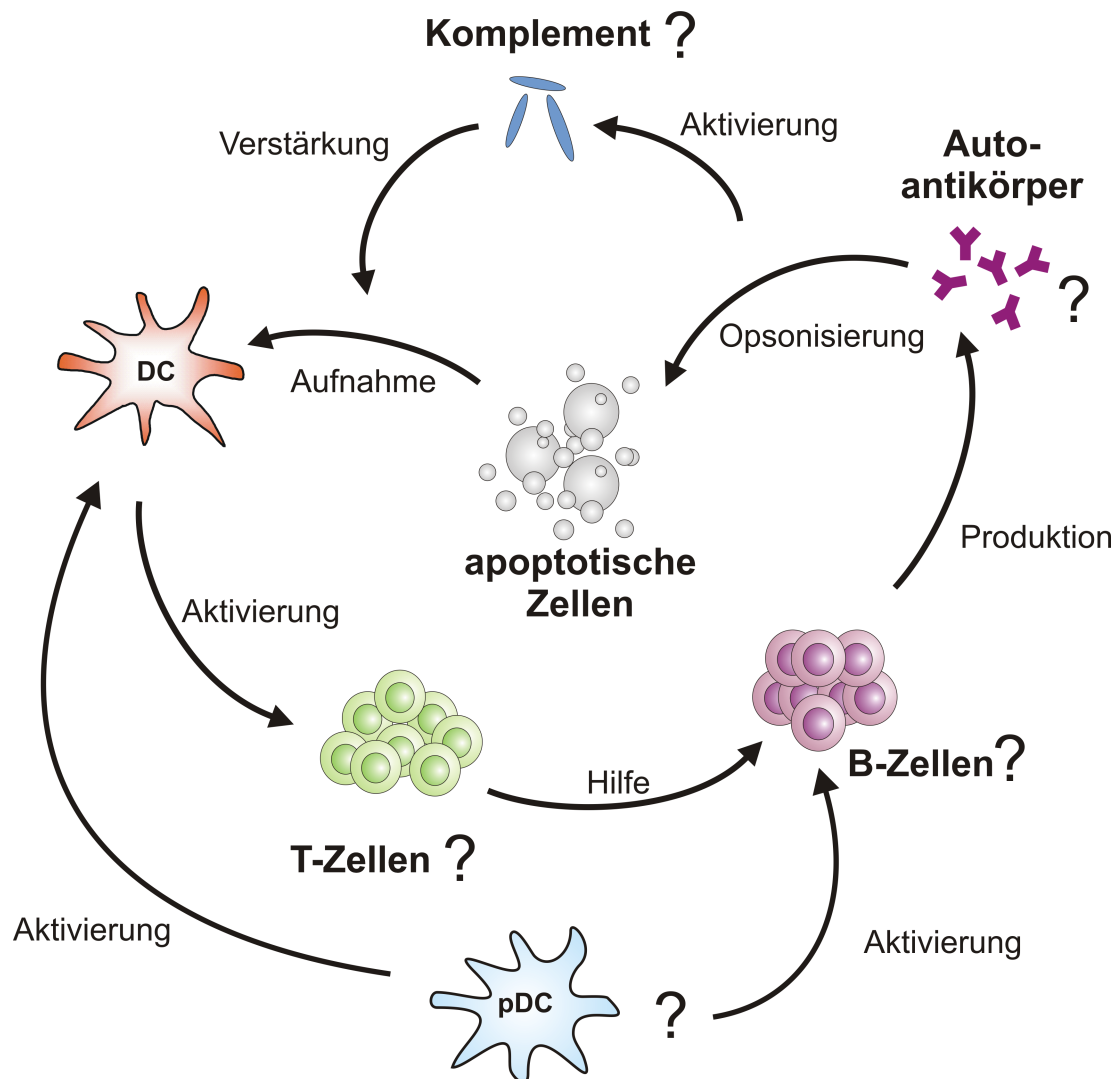 Komplement ?
Aktivierung
Verstärkung
Auto-
antikörper
?
Opsonisierung
DC
Aufnahme
apoptotische
Zellen
Produktion
Aktivierung
Hilfe
B-Zellen?
T-Zellen ?
Aktivierung
Aktivierung
pDC
?